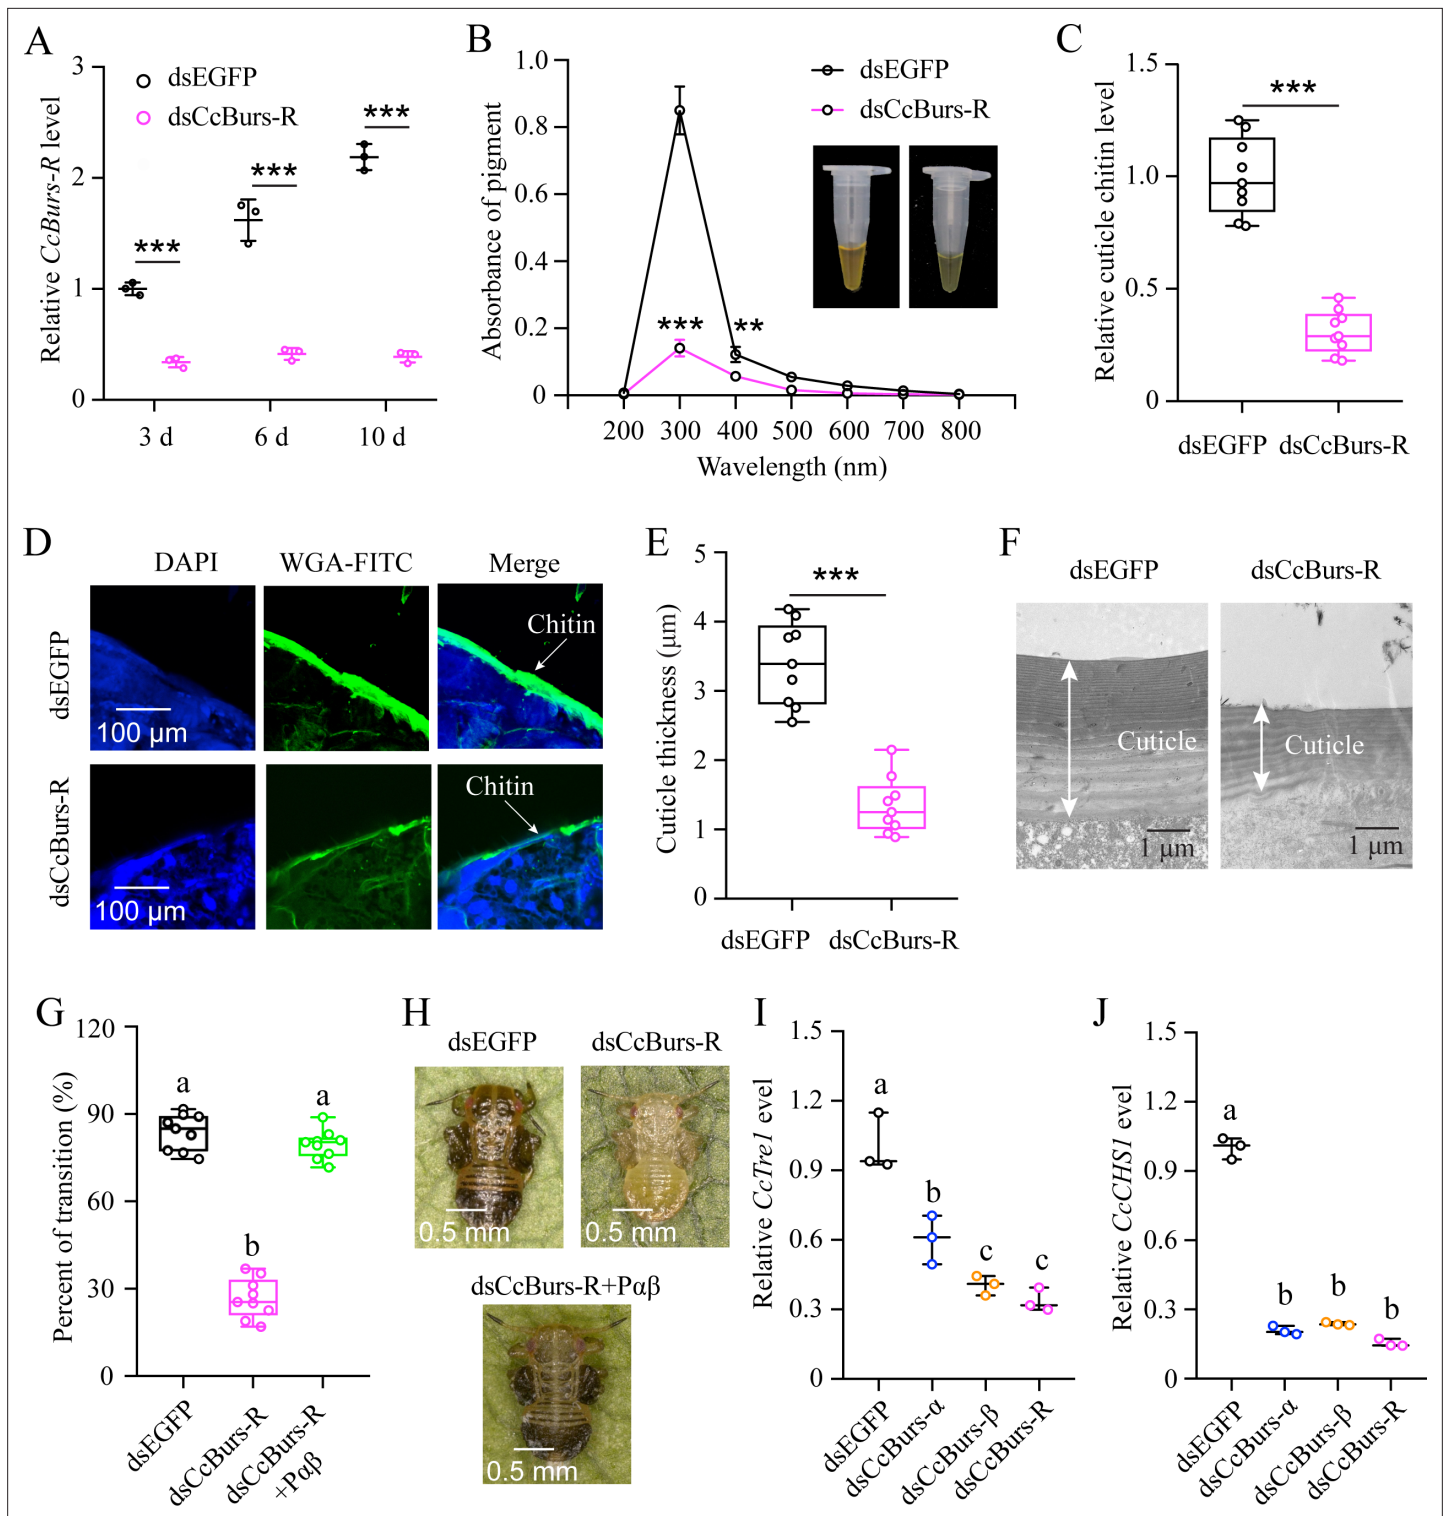 A
Relative CcBurs-R level
3
2
1
0
dsEGFP
dsCcBurs-R
***
***
***
3 d
6 d
10 d
B
Absorbance of pigment
1.0
0.8
0.6
0.4
0.2
0
dsEGFP
dsCcBurs-R
***
**
200 300 400 500 600 700 800
Wavelength (nm)
C
Relative cuticle chitin level
1.5
1.0
0.5
0
***
dsEGFP dsCcBurs-R
D
DAPI
WGA-FITC
Merge
dsEGFP
100 μm
Chitin
dsCcBurs-R
100 μm
Chitin
E
Cuticle thickness (μm)
5
4
3
2
1
0
***
dsEGFP dsCcBurs-R
F
dsEGFP
dsCcBurs-R
Cuticle
1 μm
Cuticle
1 μm
G
Percent of transition (%)
120
90
60
30
0
a
b
a
dsEGFP
dsCcBurs-R
dsCcBurs-R
+Pαβ
H
dsEGFP
dsCcBurs-R
0.5 mm
0.5 mm
dsCcBurs-R+Pαβ
0.5 mm
I
Relative CcTre1 evel
1.5
1.2
0.9
0.6
0.3
0
a
b
c
c
dsEGFP
dsCcBurs-α
dsCcBurs-β
dsCcBurs-R
J
Relative CcCHS1 evel
1.5
1.2
0.9
0.6
0.3
0
a
b
b
b
dsEGFP
dsCcBurs-α
dsCcBurs-β
dsCcBurs-R